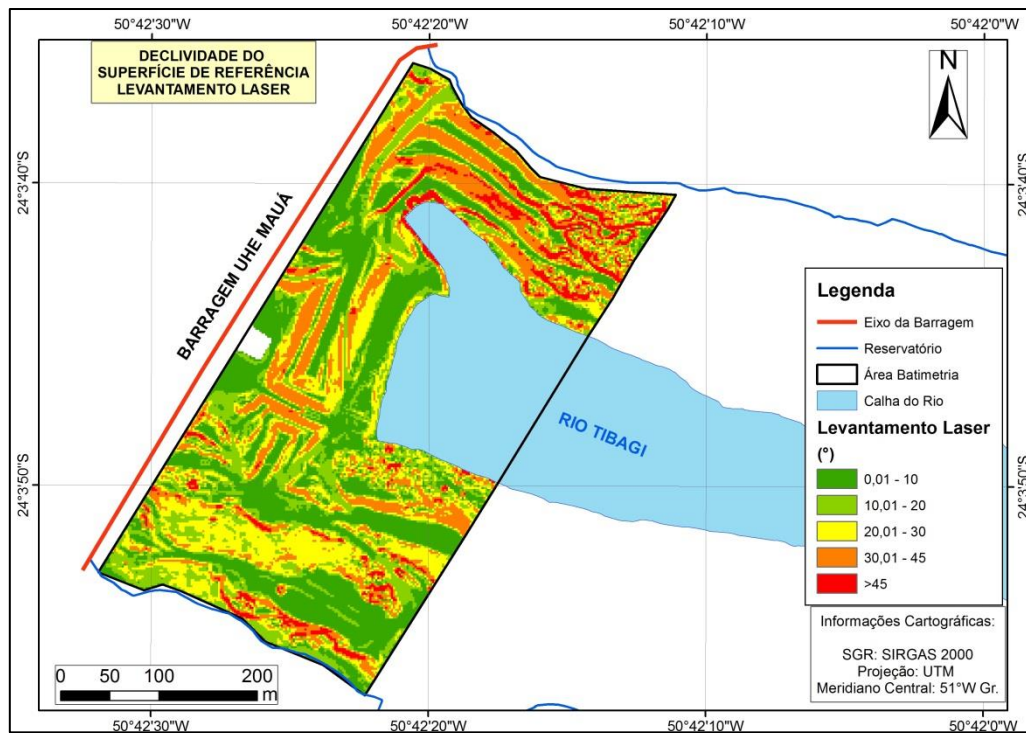 50°42'30"W
50°42'20"W
50°42'10"W
50°42'0"W
DECLIVIDADE DO
SUPERFÍCIE DE REFERÊNCIA
LEVANTAMENTO LASER
N
24°3'40"S
24°3'40"S
BARRAGEM UHE MAUÁ
RIO TIBAGI
Legenda
Eixo da Barragem
Reservatório
Área Batimetria
Calha do Rio
Levantamento Laser
(°)
0,01 - 10
10,01 - 20
20,01 - 30
30,01 - 45
>45
24°3'50"S
24°3'50"S
Informações Cartográficas:
SGR: SIRGAS 2000
Projeção: UTM
Meridiano Central: 51°W Gr.
0 50 100 200
m
50°42'30"W
50°42'20"W
50°42'10"W
50°42'0"W